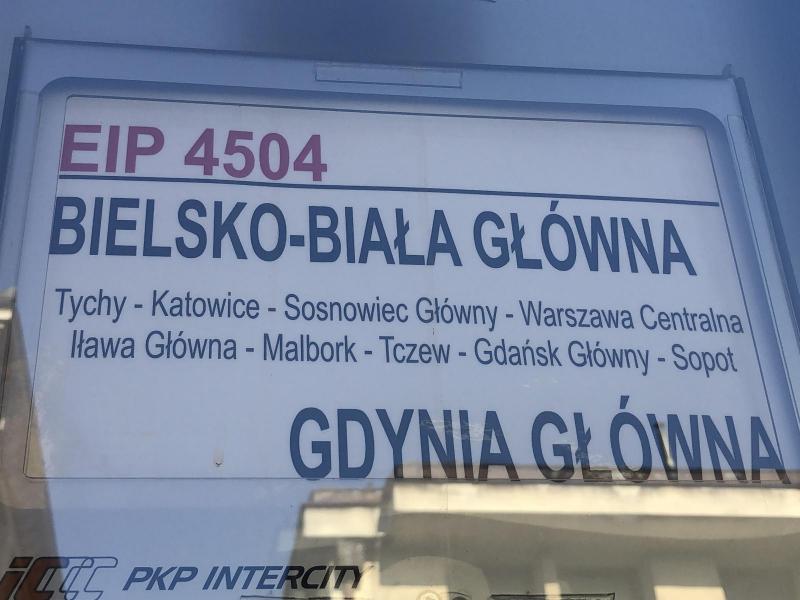 EIP 4504
BIELSKO-BIAŁA GŁÓWNA
Tychy - Katowice - Sosnowiec Główny - Warszawa Centralna
Iława Główna - Malbork - Tczew - Gdańsk Główny - Sopot
GDYNIA GŁÓWNA
IC PKP INTERCITY